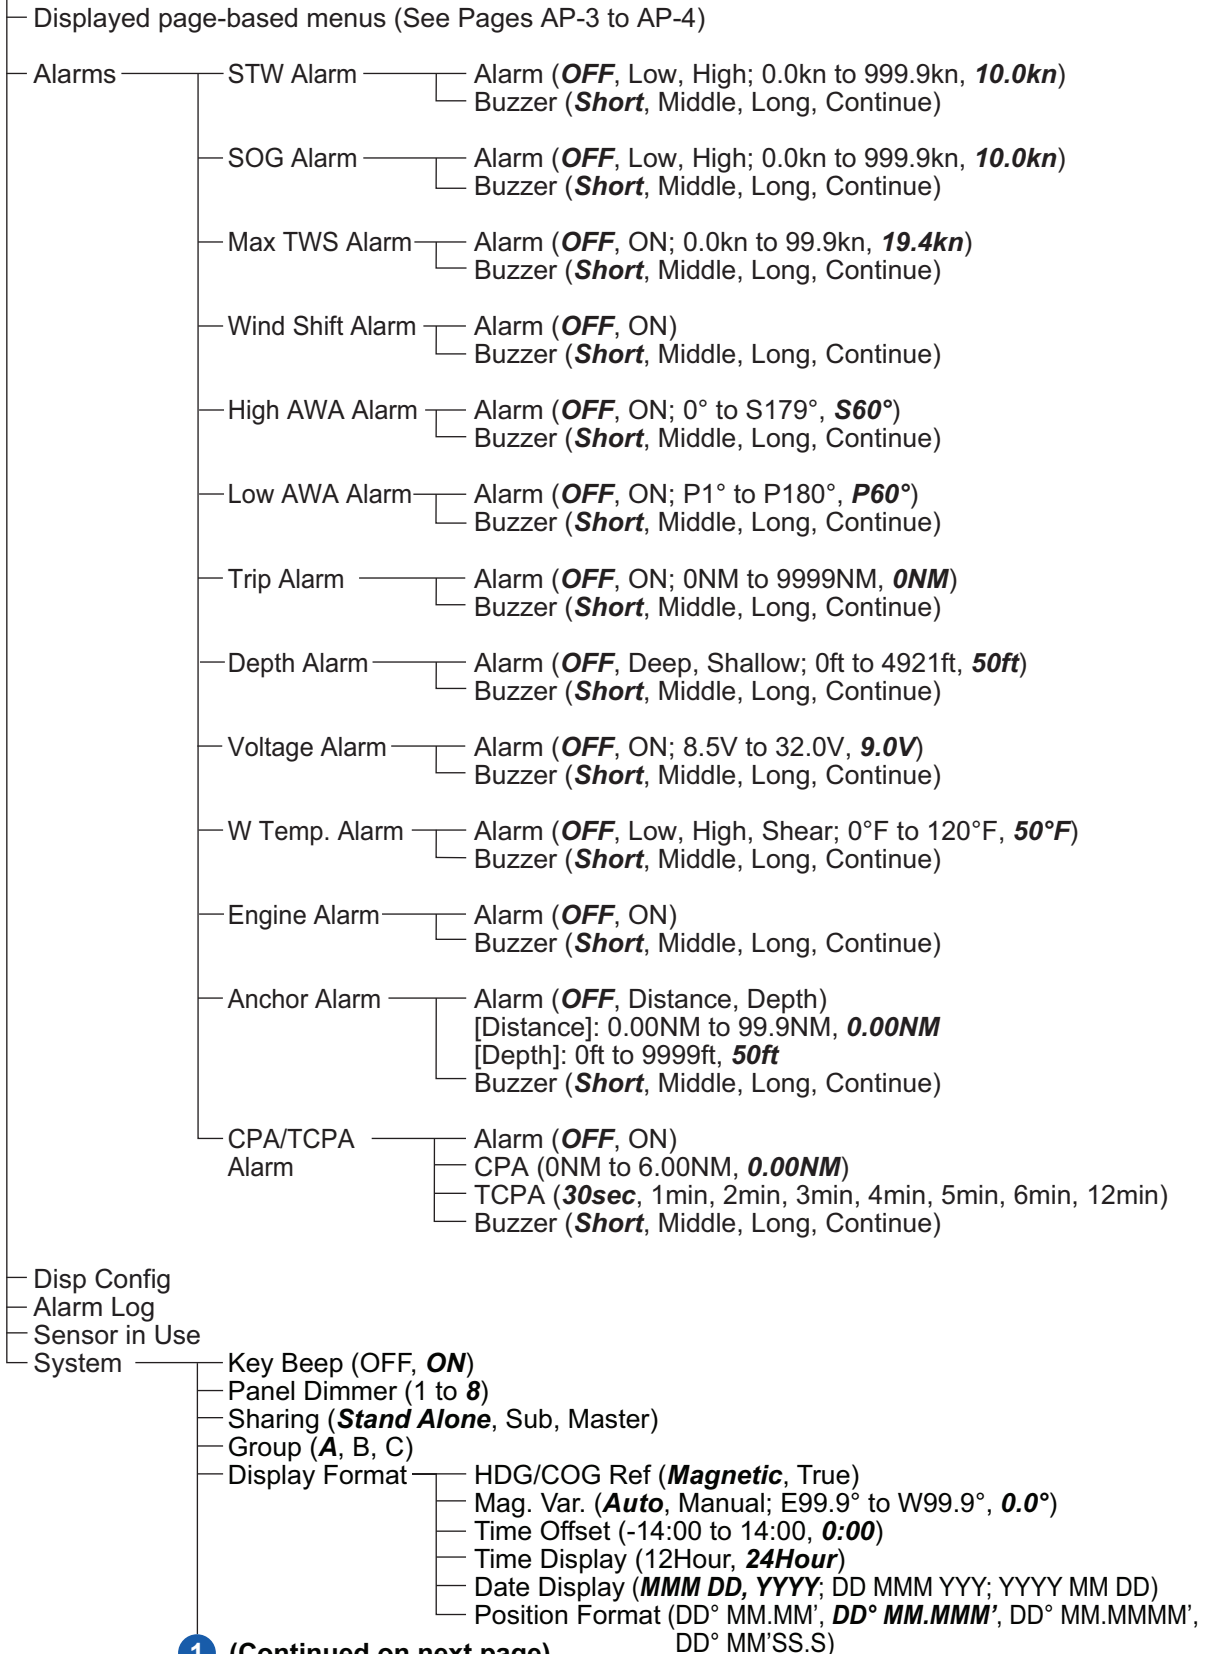 Displayed page-based menus (See Pages AP-3 to AP-4)
Alarms STW Alarm Alarm (OFF, Low, High; 0.0kn to 999.9kn, 10.0kn)
Buzzer (Short, Middle, Long, Continue)
SOG Alarm Alarm (OFF, Low, High; 0.0kn to 999.9kn, 10.0kn)
Buzzer (Short, Middle, Long, Continue)
Max TWS Alarm Alarm (OFF, ON; 0.0kn to 99.9kn, 19.4kn)
Buzzer (Short, Middle, Long, Continue)
Wind Shift Alarm Alarm (OFF, ON)
Buzzer (Short, Middle, Long, Continue)
High AWA Alarm Alarm (OFF, ON; 0° to S179°, S60°)
Buzzer (Short, Middle, Long, Continue)
Low AWA Alarm Alarm (OFF, ON; P1° to P180°, P60°)
Buzzer (Short, Middle, Long, Continue)
Trip Alarm Alarm (OFF, ON; 0NM to 9999NM, 0NM)
Buzzer (Short, Middle, Long, Continue)
Depth Alarm Alarm (OFF, Deep, Shallow; 0ft to 4921ft, 50ft)
Buzzer (Short, Middle, Long, Continue)
Voltage Alarm Alarm (OFF, ON; 8.5V to 32.0V, 9.0V)
Buzzer (Short, Middle, Long, Continue)
W Temp. Alarm Alarm (OFF, Low, High, Shear; 0°F to 120°F, 50°F)
Buzzer (Short, Middle, Long, Continue)
Engine Alarm Alarm (OFF, ON)
Buzzer (Short, Middle, Long, Continue)
Anchor Alarm Alarm (OFF, Distance, Depth)
[Distance]: 0.00NM to 99.9NM, 0.00NM
[Depth]: 0ft to 9999ft, 50ft
Buzzer (Short, Middle, Long, Continue)
CPA/TCPA Alarm (OFF, ON)
Alarm CPA (0NM to 6.00NM, 0.00NM)
TCPA (30sec, 1min, 2min, 3min, 4min, 5min, 6min, 12min)
Buzzer (Short, Middle, Long, Continue)
Disp Config
Alarm Log
Sensor in Use
System Key Beep (OFF, ON)
Panel Dimmer (1 to 8)
Sharing (Stand Alone, Sub, Master)
Group (A, B, C)
Display Format HDG/COG Ref (Magnetic, True)
Mag. Var. (Auto, Manual; E99.9° to W99.9°, 0.0°)
Time Offset (-14:00 to 14:00, 0:00)
Time Display (12Hour, 24Hour)
Date Display (MMM DD, YYYY; DD MMM YYY; YYYY MM DD)
Position Format (DD° MM.MM’, DD° MM.MMM’, DD° MM.MMMM’,
DD° MM’SS.S)
1 (Continued on next page)